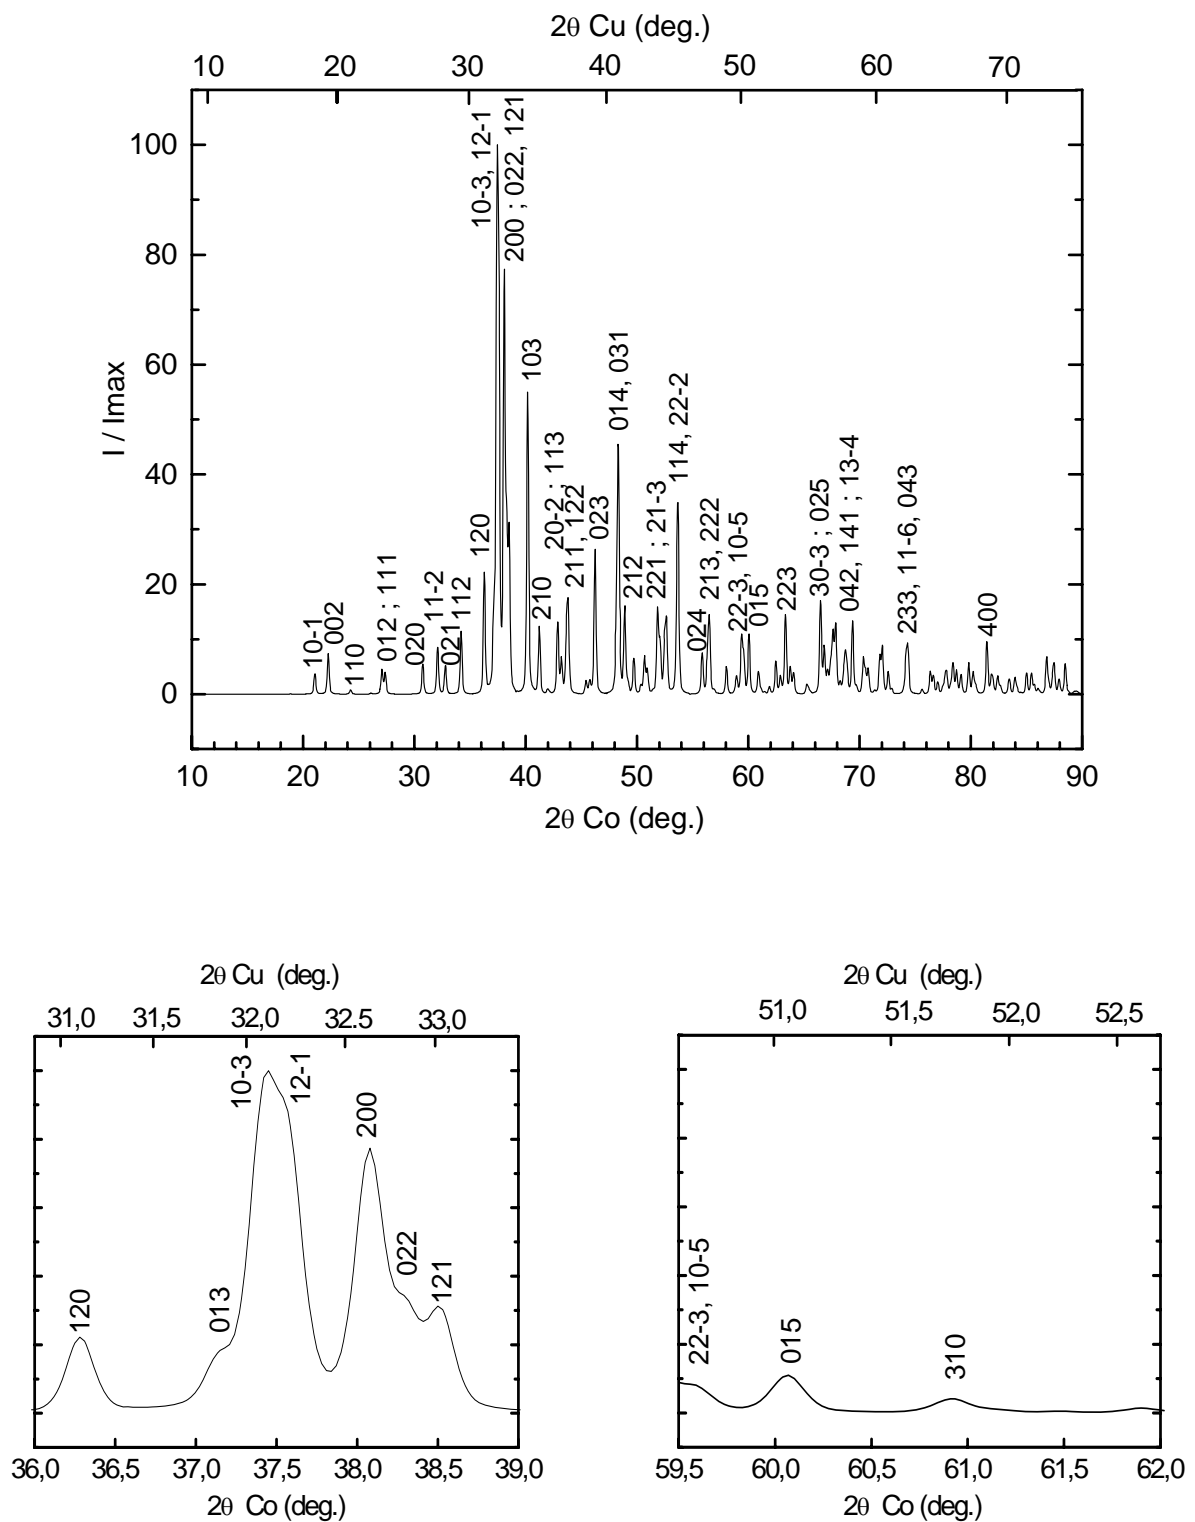 2θ Cu (deg.)
10 20 30 40 50 60 70
100
80
60
40
20
0
I / Imax
10-1
002
110
012 ; 111
020
11-2
021
112
120
10-3, 12-1
200 ; 022, 121
103
210
20-2 ; 113
211, 122
023
014, 031
212
221 ; 21-3
114, 22-2
024
213, 222
22-3, 10-5
015
223
30-3 ; 025
042, 141 ; 13-4
233, 11-6, 043
400
10 20 30 40 50 60 70 80 90
2θ Co (deg.)
2θ Cu (deg.)
31,0 31,5 32,0 32.5 33,0
120
013
10-3
12-1
200
022
121
36,0 36,5 37,0 37,5 38,0 38,5 39,0
2θ Co (deg.)
2θ Cu (deg.)
51,0 51,5 52,0 52,5
22-3, 10-5
015
310
59,5 60,0 60,5 61,0 61,5 62,0
2θ Co (deg.)